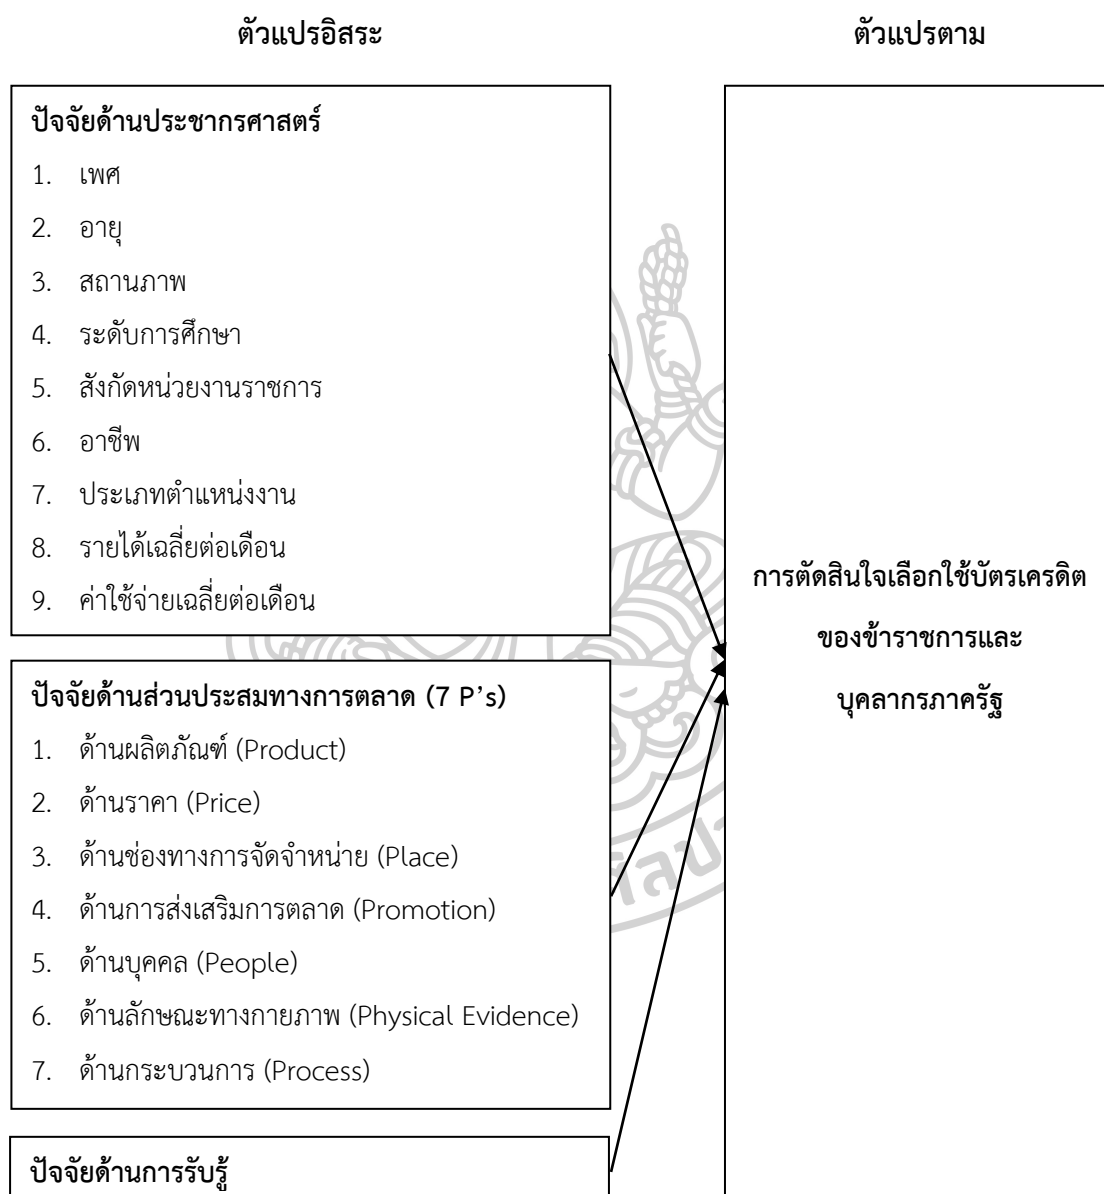 ตัวแปรอิสระ
ตัวแปรตาม
ปัจจัยด้านประชากรศาสตร์
1. เพศ
2. อายุ
3. สถานภาพ
4. ระดับการศึกษา
5. สังกัดหน่วยงานราชการ
6. อาชีพ
7. ประเภทตำแหน่งงาน
8. รายได้เฉลี่ยต่อเดือน
9. ค่าใช้จ่ายเฉลี่ยต่อเดือน
ปัจจัยด้านส่วนประสมทางการตลาด (7 P’s)
1. ด้านผลิตภัณฑ์ (Product)
2. ด้านราคา (Price)
3. ด้านช่องทางการจัดจำหน่าย (Place)
4. ด้านการส่งเสริมการตลาด (Promotion)
5. ด้านบุคคล (People)
6. ด้านลักษณะทางกายภาพ (Physical Evidence)
7. ด้านกระบวนการ (Process)
ปัจจัยด้านการรับรู้
การตัดสินใจเลือกใช้บัตรเครดิต
ของข้าราชการและ
บุคลากรภาครัฐ